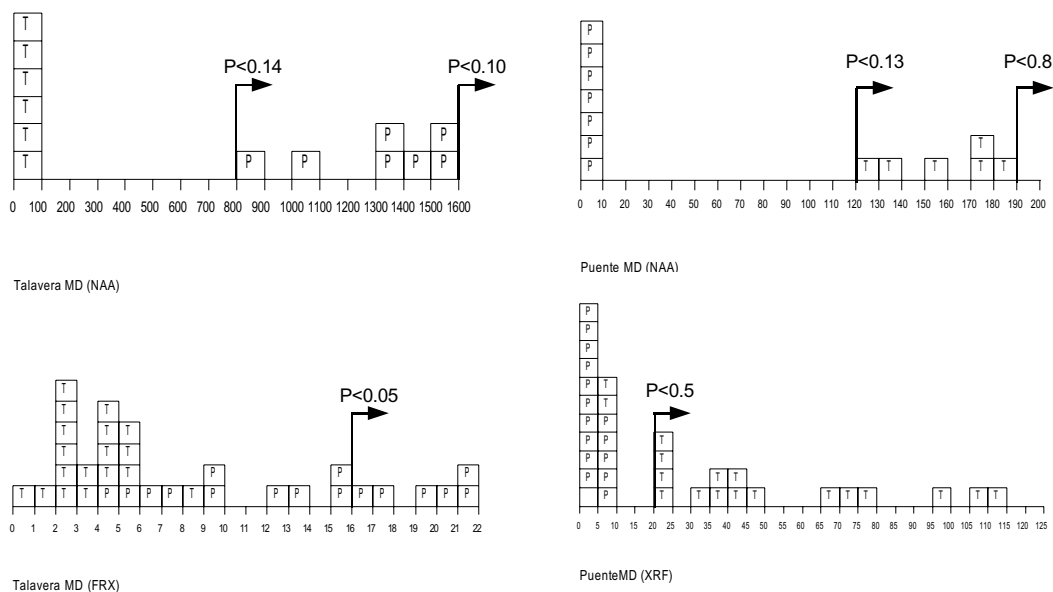 P<0.14
P<0.10
T
T
T
T
T P P
T P P P P P
0 100 200 300 400 500 600 700 800 900 1000 1100 1200 1300 1400 1500 1600
Talavera MD (NAA)
P<0.13
P<0.8
P
P
P
P
P
P T
P T T T T T
0 10 20 30 40 50 60 70 80 90 100 110 120 130 140 150 160 170 180 190 200
Puente MD (NAA)
P<0.05
T
T T
T T T
T T T
T T T T P P P
T T T T P P P P T P P P P P P P P P
0 1 2 3 4 5 6 7 8 9 10 11 12 13 14 15 16 17 18 19 20 21 22
Talavera MD (FRX)
P<0.5
P
P
P
P
P T
P T
P P
P P T
P P T
P P T T T
P T T T T T T T T T T T
0 5 10 15 20 25 30 35 40 45 50 55 60 65 70 75 80 85 90 95 100 105 110 115 120 125
PuenteMD (XRF)